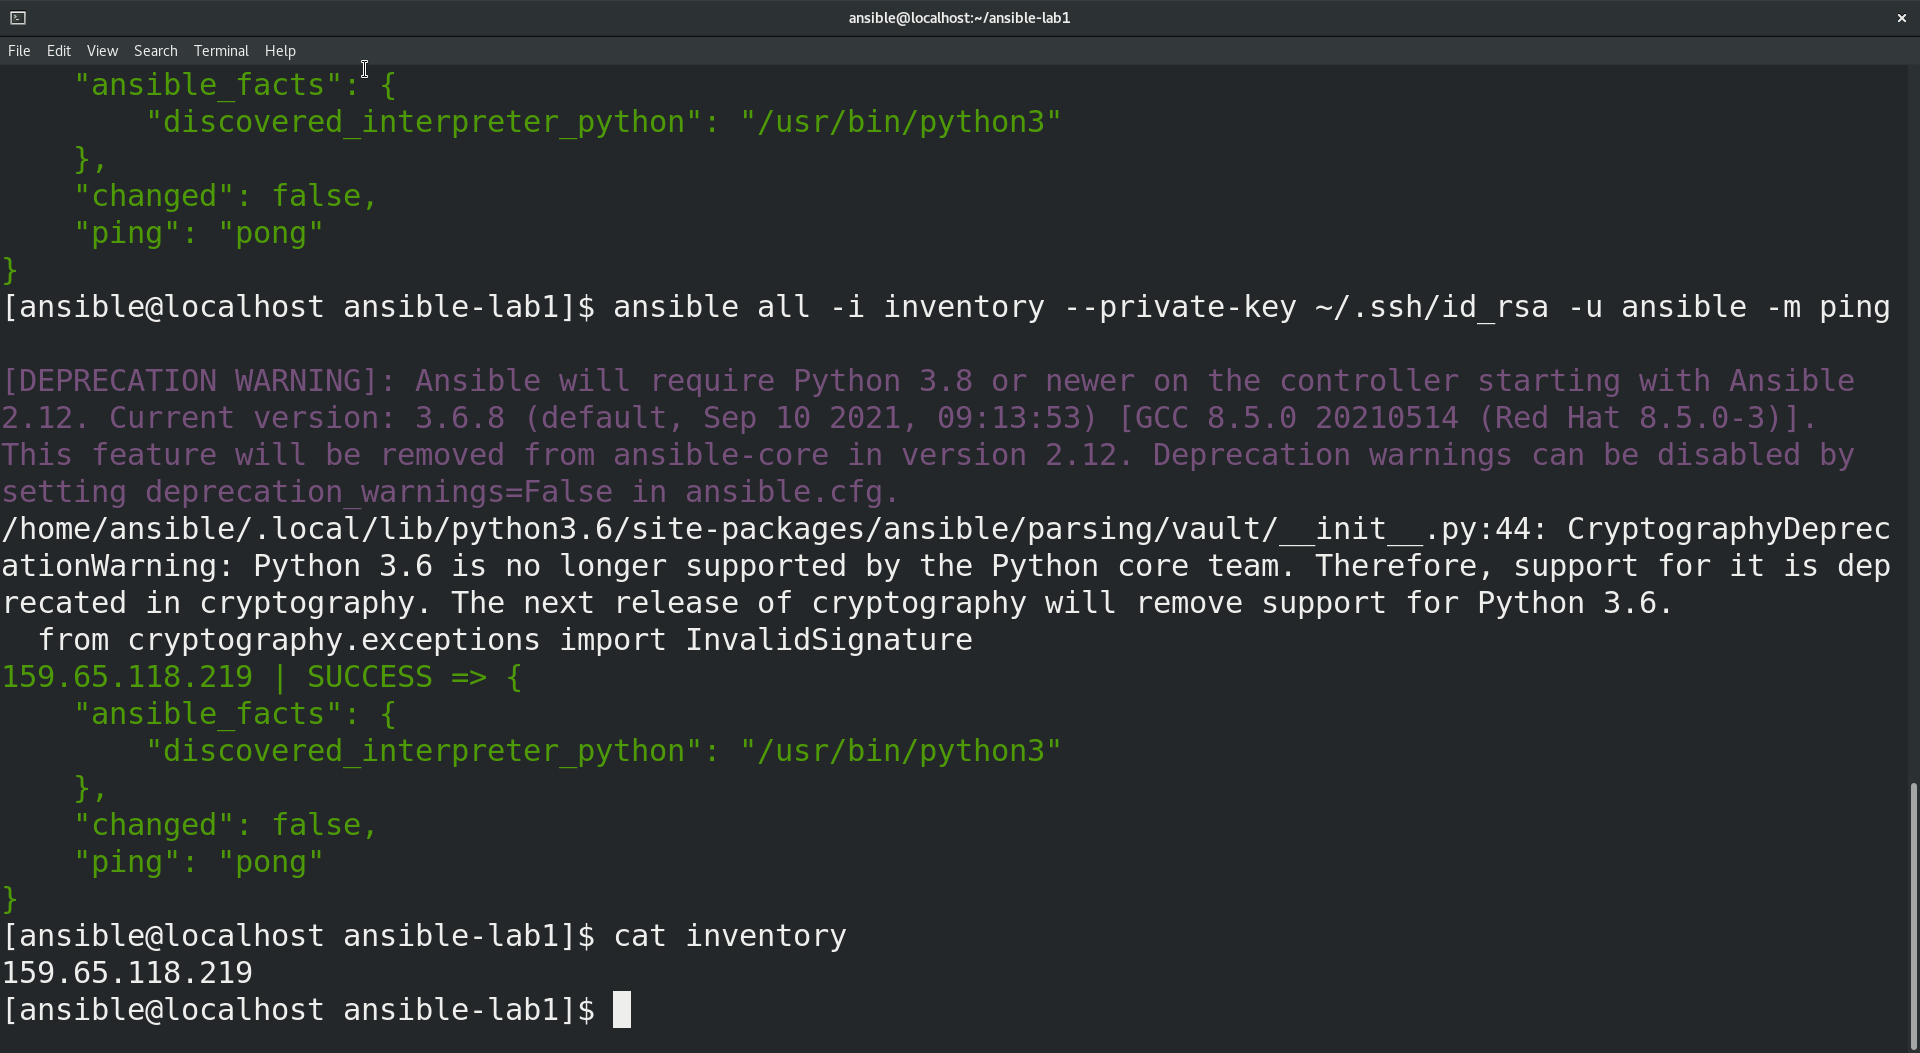 ansible@localhost:~/ansible-lab1
×
File Edit View Search Terminal Help
"ansible_facts": {
"discovered_interpreter_python": "/usr/bin/python3"
},
"changed": false,
"ping": "pong"
}
[ansible@localhost ansible-lab1]$ ansible all -i inventory --private-key ~/.ssh/id_rsa -u ansible -m ping
[DEPRECATION WARNING]: Ansible will require Python 3.8 or newer on the controller starting with Ansible
2.12. Current version: 3.6.8 (default, Sep 10 2021, 09:13:53) [GCC 8.5.0 20210514 (Red Hat 8.5.0-3)].
This feature will be removed from ansible-core in version 2.12. Deprecation warnings can be disabled by
setting deprecation_warnings=False in ansible.cfg.
/home/ansible/.local/lib/python3.6/site-packages/ansible/parsing/vault/__init__.py:44: CryptographyDeprec
ationWarning: Python 3.6 is no longer supported by the Python core team. Therefore, support for it is dep
recated in cryptography. The next release of cryptography will remove support for Python 3.6.
from cryptography.exceptions import InvalidSignature
159.65.118.219 | SUCCESS => {
"ansible_facts": {
"discovered_interpreter_python": "/usr/bin/python3"
},
"changed": false,
"ping": "pong"
}
[ansible@localhost ansible-lab1]$ cat inventory
159.65.118.219
[ansible@localhost ansible-lab1]$